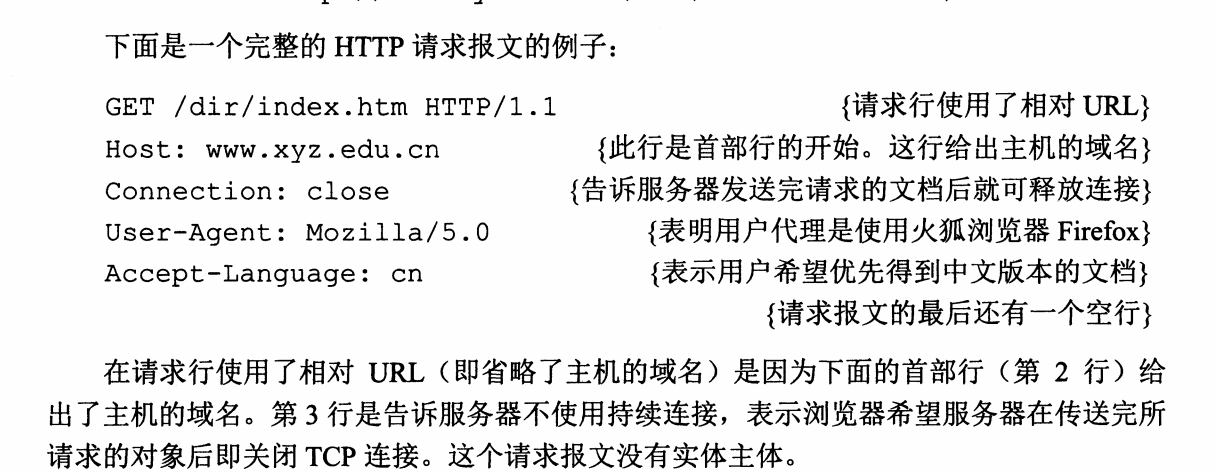 下面是一个完整的 HTTP 请求报文的例子：
GET /dir/index.htm HTTP/1.1 {请求行使用了相对 URL}
Host: www.xyz.edu.cn {此行是首部行的开始。这行给出主机的域名}
Connection: close {告诉服务器发送完请求的文档后就可释放连接}
User-Agent: Mozilla/5.0 {表明用户代理是使用火狐浏览器 Firefox}
Accept-Language: cn {表示用户希望优先得到中文版本的文档}
{请求报文的最后还有一个空行}
在请求行使用了相对 URL（即省略了主机的域名）是因为下面的首部行（第 2 行）给
出了主机的域名。第 3 行是告诉服务器不使用持续连接，表示浏览器希望服务器在传送完所
请求的对象后即关闭 TCP 连接。这个请求报文没有实体主体。